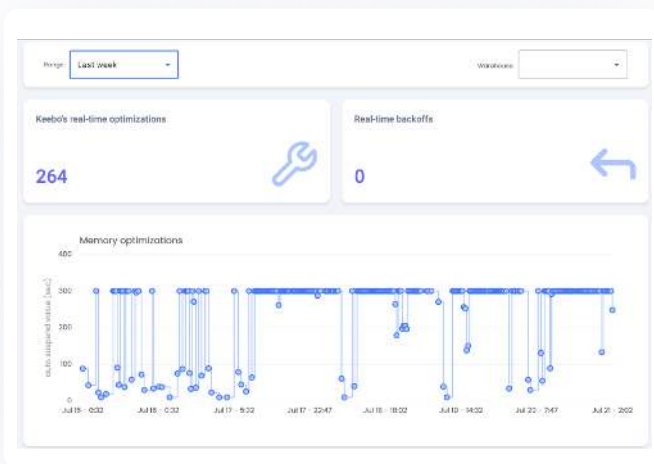 Range: Last week
Warehouse
Keebo's real-time optimizations
264
Real-time backoffs
0
Memory optimizations
auto suspend value (sec)
400
300
200
100
0
Jul 15 - 0:32
Jul 16 - 0:32
Jul 17 - 5:02
Jul 17 - 22:47
Jul 18 - 18:02
Jul 19 - 14:32
Jul 20 - 7:47
Jul 21 - 2:02